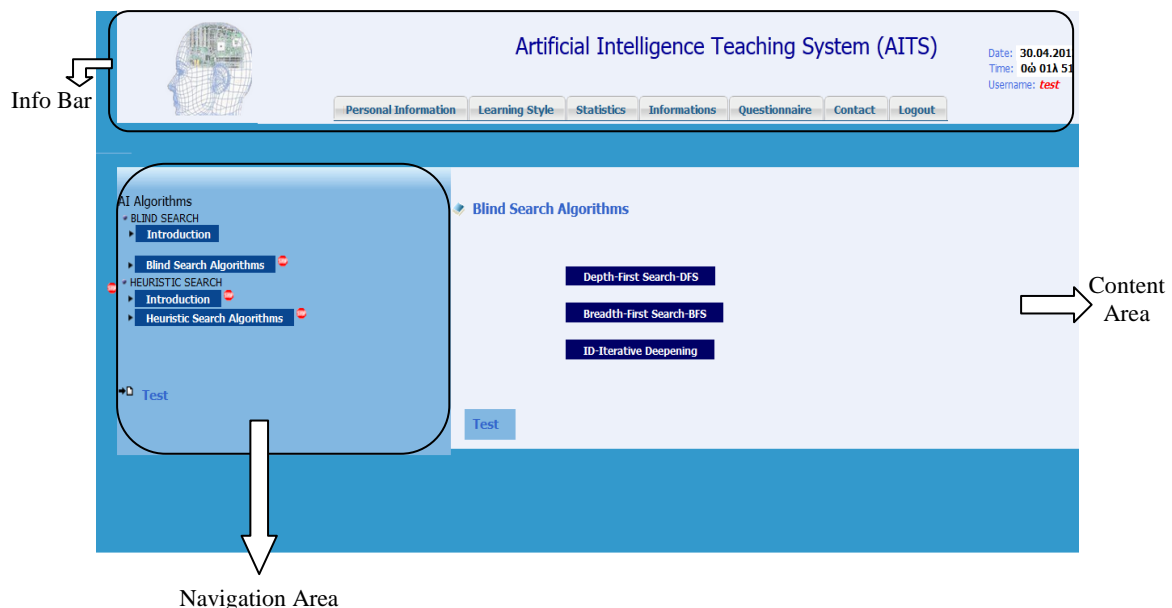 Artificial Intelligence Teaching System (AITS)
Date: 30.04.201
Time: 0ώ 01λ 51
Username: test
Info Bar
Personal Information Learning Style Statistics Informations Questionnaire Contact Logout
AI Algorithms
BLIND SEARCH
Introduction
Blind Search Algorithms
HEURISTIC SEARCH
Introduction
Heuristic Search Algorithms
Test
Blind Search Algorithms
Depth-First Search-DFS
Breadth-First Search-BFS
ID-Iterative Deepening
Test
Content
Area
Navigation Area